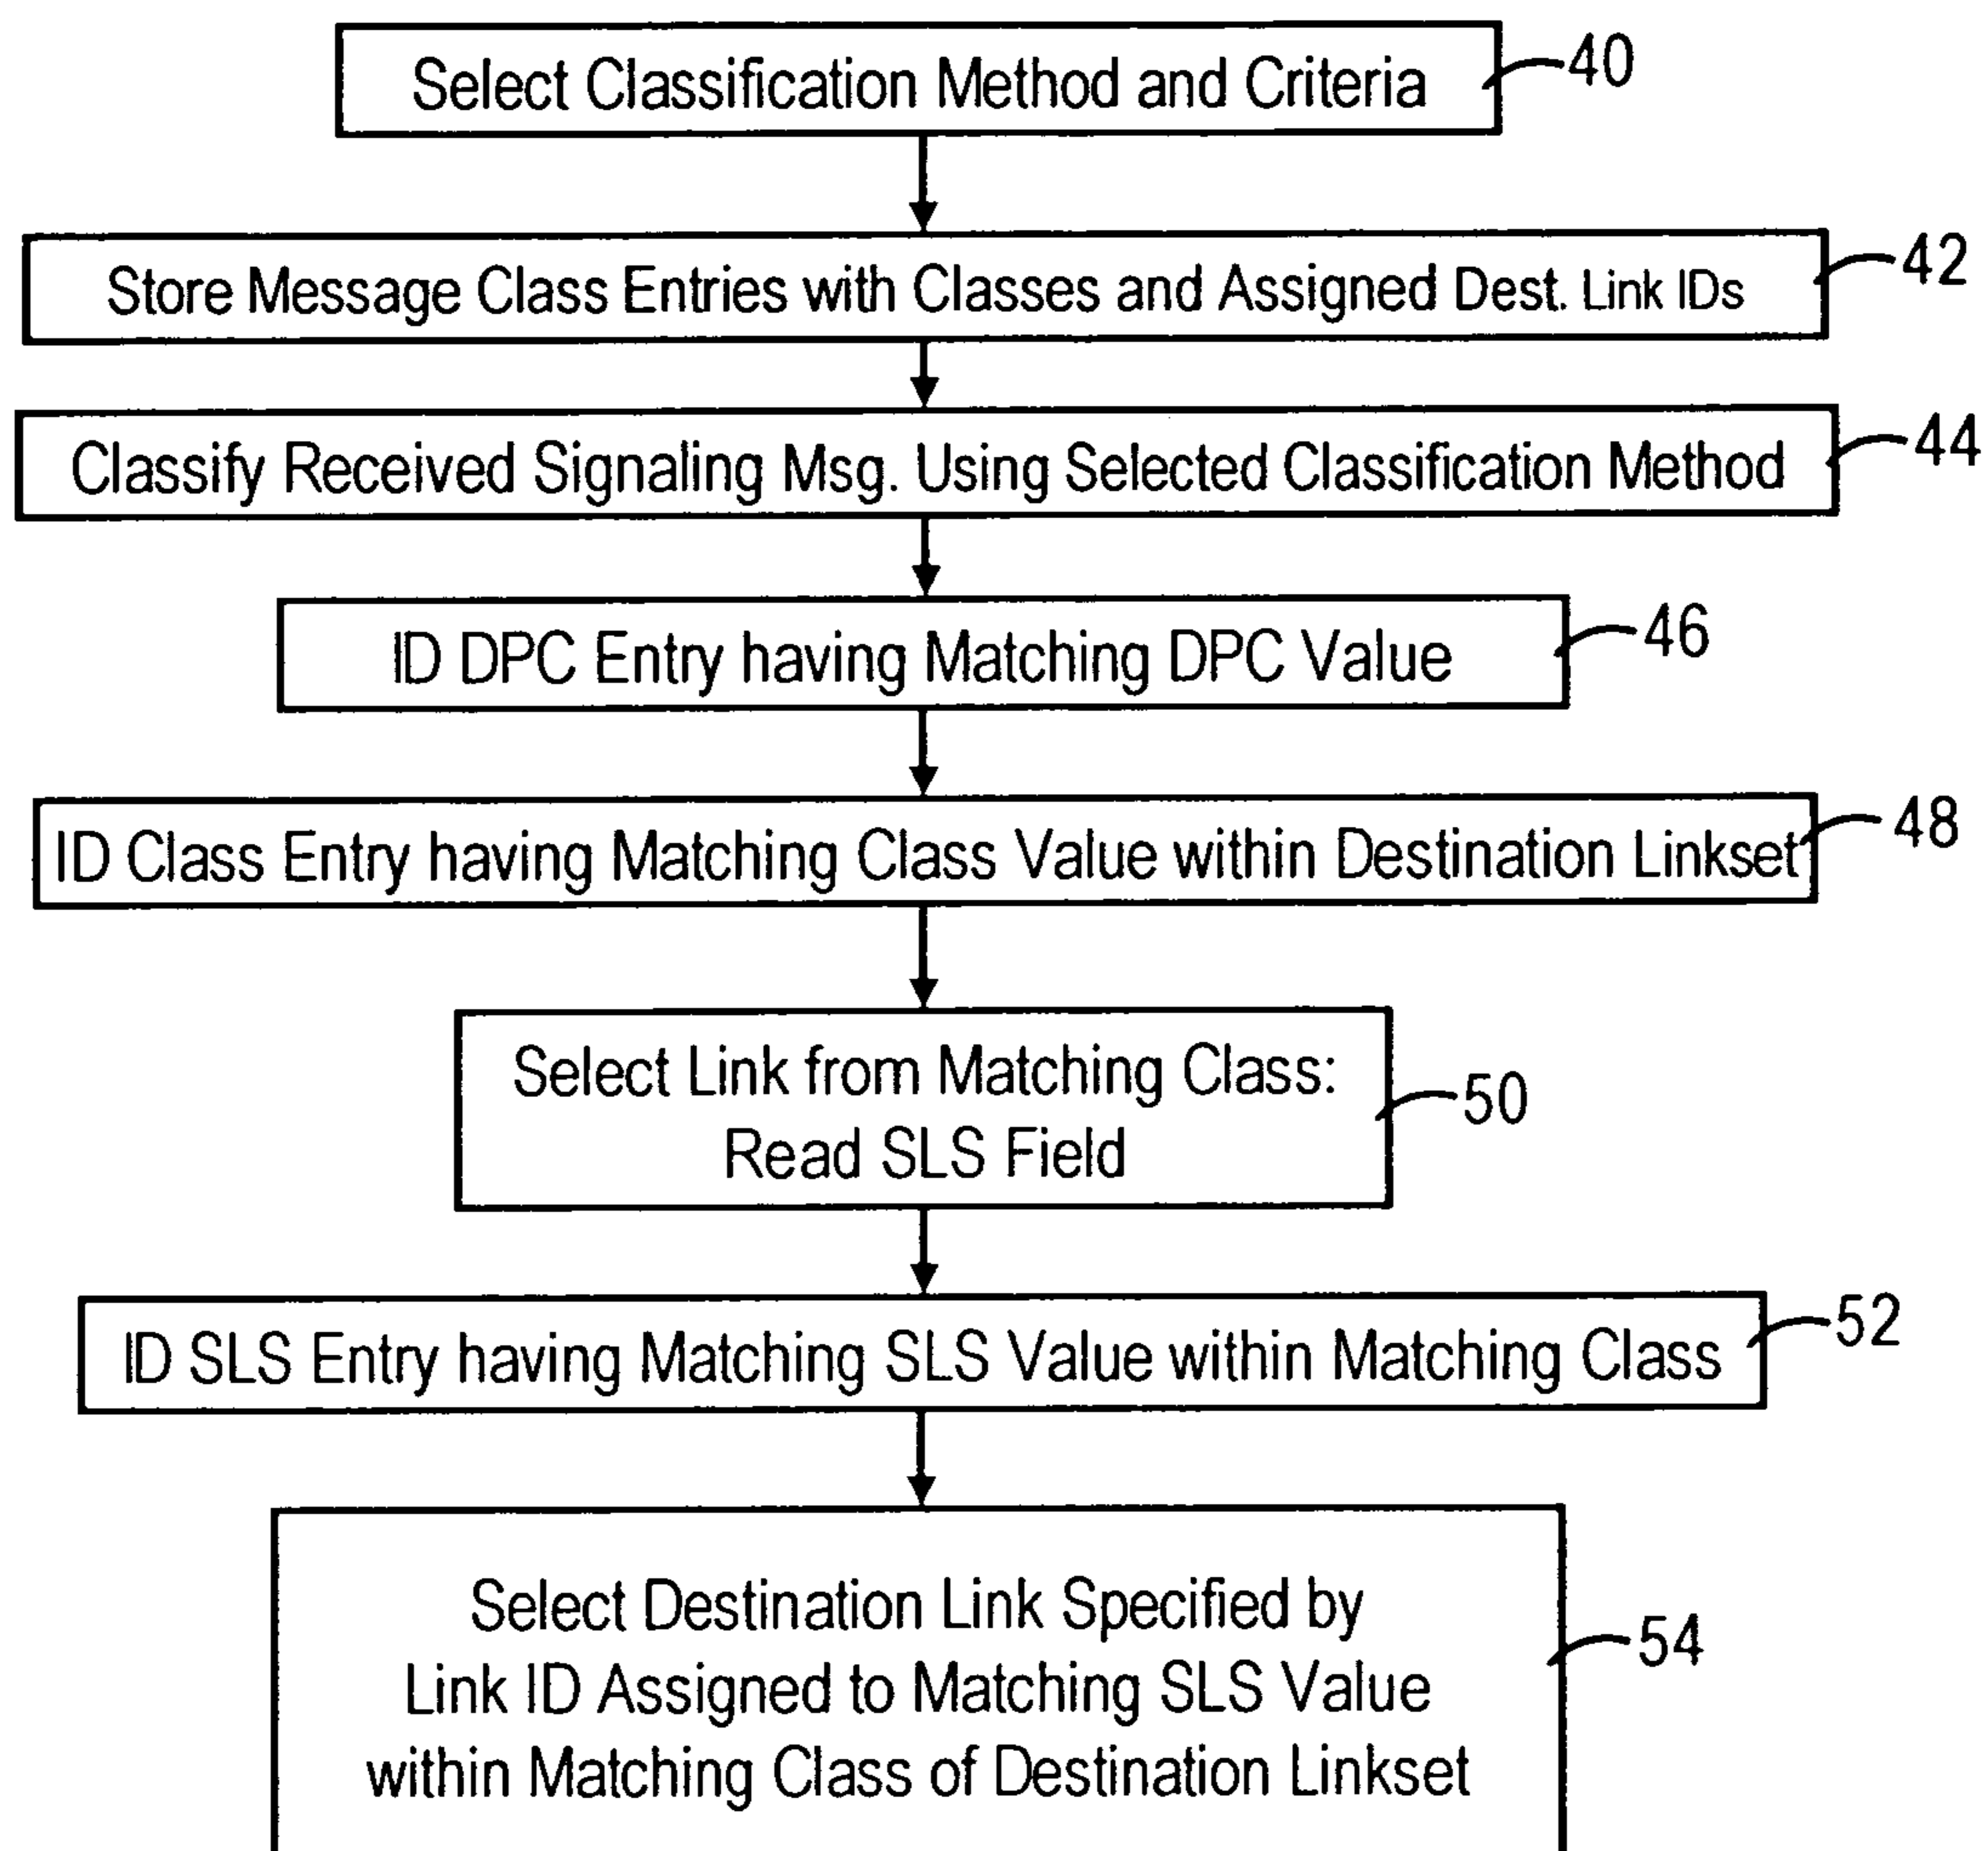 Select Classification Method and Criteria
40
Store Message Class Entries with Classes and Assigned Dest. Link IDs
42
Classify Received Signaling Msg. Using Selected Classification Method
44
ID DPC Entry having Matching DPC Value
46
ID Class Entry having Matching Class Value within Destination Linkset
48
Select Link from Matching Class:
Read SLS Field
50
ID SLS Entry having Matching SLS Value within Matching Class
52
Select Destination Link Specified by
Link ID Assigned to Matching SLS Value
within Matching Class of Destination Linkset
54